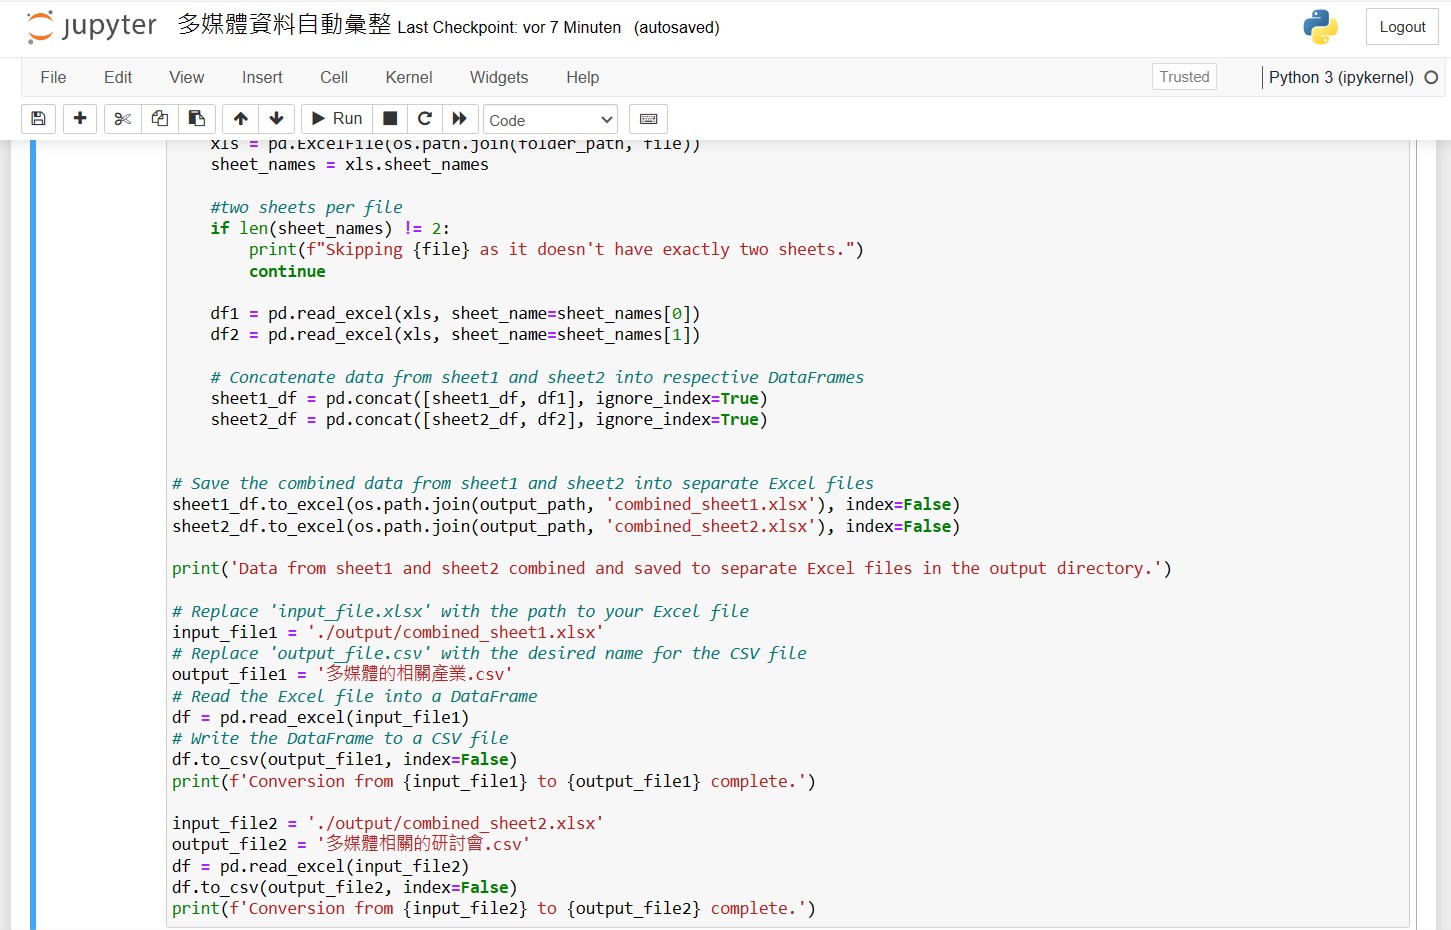 jupyter 多媒體資料自動彙整 Last Checkpoint: vor 7 Minuten (autosaved) Logout
File Edit View Insert Cell Kernel Widgets Help Trusted Python 3 (ipykernel)
Run Code
xls = pd.ExcelFile(os.path.join(folder_path, file))
sheet_names = xls.sheet_names
#two sheets per file
if len(sheet_names) != 2:
print(f"Skipping {file} as it doesn't have exactly two sheets.")
continue
df1 = pd.read_excel(xls, sheet_name=sheet_names[0])
df2 = pd.read_excel(xls, sheet_name=sheet_names[1])
# Concatenate data from sheet1 and sheet2 into respective DataFrames
sheet1_df = pd.concat([sheet1_df, df1], ignore_index=True)
sheet2_df = pd.concat([sheet2_df, df2], ignore_index=True)
# Save the combined data from sheet1 and sheet2 into separate Excel files
sheet1_df.to_excel(os.path.join(output_path, 'combined_sheet1.xlsx'), index=False)
sheet2_df.to_excel(os.path.join(output_path, 'combined_sheet2.xlsx'), index=False)
print('Data from sheet1 and sheet2 combined and saved to separate Excel files in the output directory.')
# Replace 'input_file.xlsx' with the path to your Excel file
input_file1 = './output/combined_sheet1.xlsx'
# Replace 'output_file.csv' with the desired name for the CSV file
output_file1 = '多媒體的相關產業.csv'
# Read the Excel file into a DataFrame
df = pd.read_excel(input_file1)
# Write the DataFrame to a CSV file
df.to_csv(output_file1, index=False)
print(f'Conversion from {input_file1} to {output_file1} complete.')
input_file2 = './output/combined_sheet2.xlsx'
output_file2 = '多媒體相關的研討會.csv'
df = pd.read_excel(input_file2)
df.to_csv(output_file2, index=False)
print(f'Conversion from {input_file2} to {output_file2} complete.')